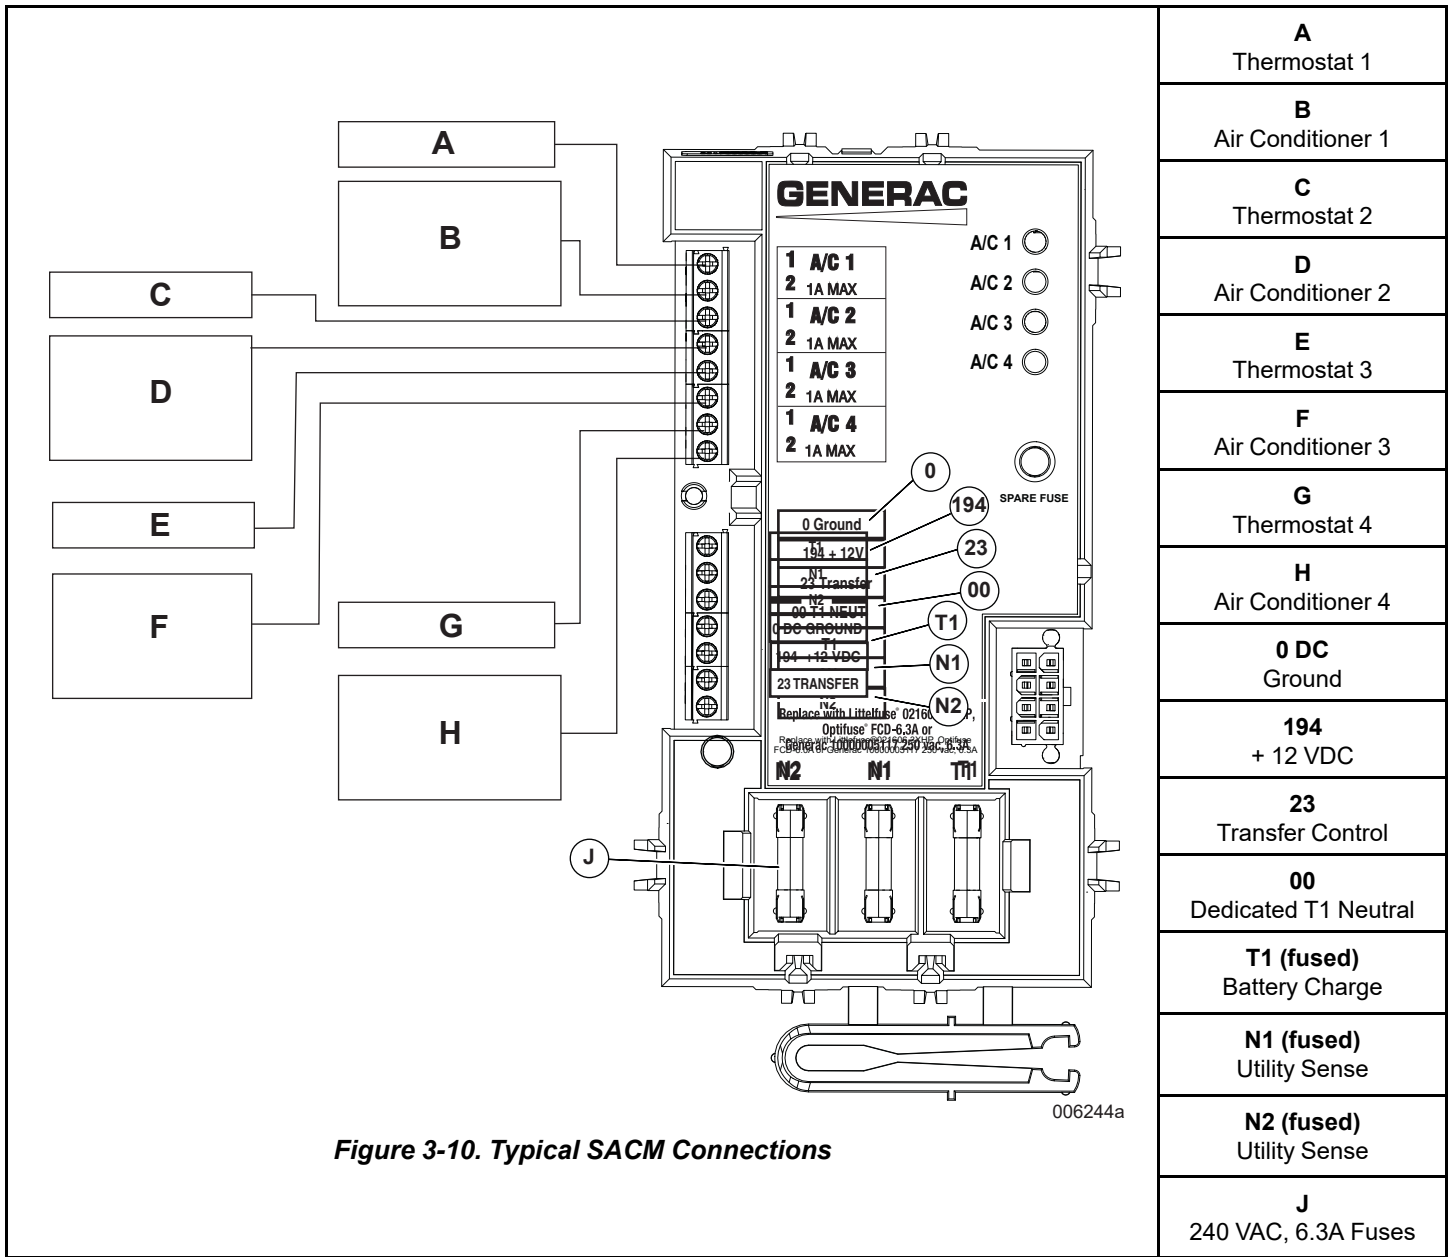 A
B
C
D
E
F
G
H
GENERAC
1 A/C 1
2 1A MAX
1 A/C 2
2 1A MAX
1 A/C 3
2 1A MAX
1 A/C 4
2 1A MAX
A/C 1
A/C 2
A/C 3
A/C 4
SPARE FUSE
0
194
23
00
T1
N1
N2
0 Ground
T1
194 + 12V
N1
23 Transfer
N2
00 T1 NEUT
0 DC GROUND
T1
194 +12 VDC
23 TRANSFER
N2
Optifuse® FCD-6,3A or
N2 N1 T1
J
006244a
Figure 3-10. Typical SACM Connections
A
Thermostat 1
B
Air Conditioner 1
C
Thermostat 2
D
Air Conditioner 2
E
Thermostat 3
F
Air Conditioner 3
G
Thermostat 4
H
Air Conditioner 4
0 DC
Ground
194
+ 12 VDC
23
Transfer Control
00
Dedicated T1 Neutral
T1 (fused)
Battery Charge
N1 (fused)
Utility Sense
N2 (fused)
Utility Sense
J
240 VAC, 6.3A Fuses